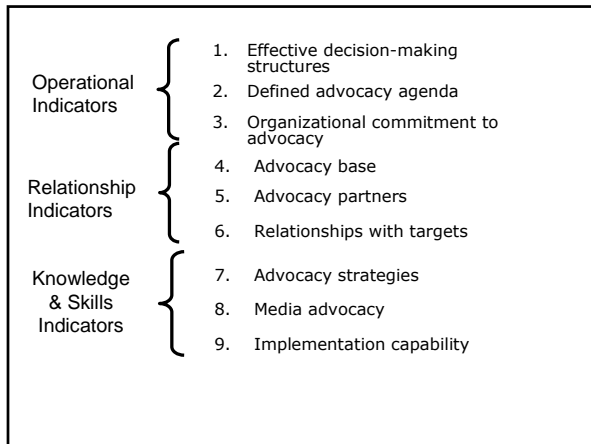 Operational
Indicators
1. Effective decision-making
structures
2. Defined advocacy agenda
3. Organizational commitment to
advocacy
Relationship
Indicators
4. Advocacy base
5. Advocacy partners
6. Relationships with targets
Knowledge
& Skills
Indicators
7. Advocacy strategies
8. Media advocacy
9. Implementation capability